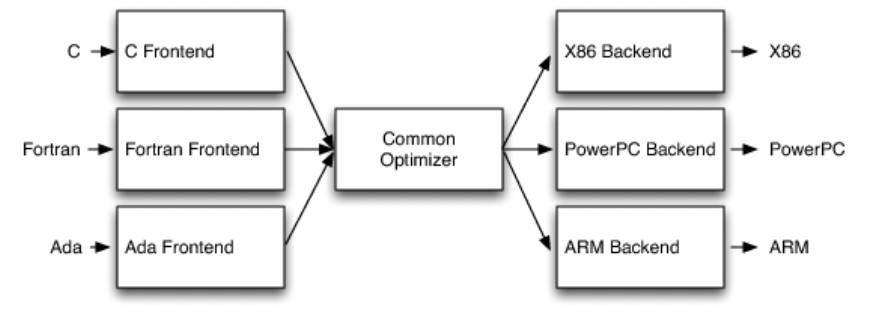 C
C Frontend
X86 Backend
X86
Fortran
Fortran Frontend
Common
Optimizer
PowerPC Backend
PowerPC
Ada
Ada Frontend
ARM Backend
ARM